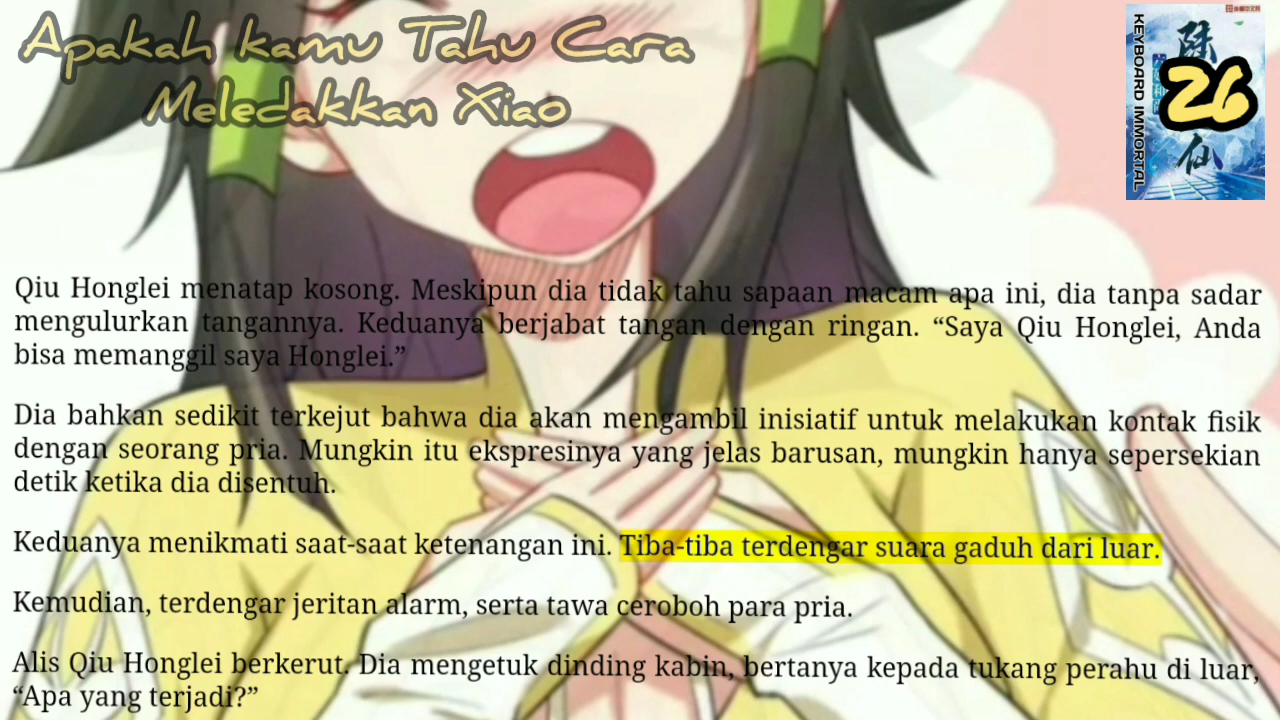 Apakah kamu Tahu Cara
Meledakkan Xiao
KEYBOARD IMMORTAL
26
仙
Qiu Honglei menatap kosong. Meskipun dia tidak tahu sapaan macam apa ini, dia tanpa sadar
mengulurkan tangannya. Keduanya berjabat tangan dengan ringan. “Saya Qiu Honglei, Anda
bisa memanggil saya Honglei.”
Dia bahkan sedikit terkejut bahwa dia akan mengambil inisiatif untuk melakukan kontak fisik
dengan seorang pria. Mungkin itu ekspresinya yang jelas barusan, mungkin hanya sepersekian
detik ketika dia disentuh.
Keduanya menikmati saat-saat ketenangan ini. Tiba-tiba terdengar suara gaduh dari luar.
Kemudian, terdengar jeritan alarm, serta tawa ceroboh para pria.
Alis Qiu Honglei berkerut. Dia mengetuk dinding kabin, bertanya kepada tukang perahu di luar,
“Apa yang terjadi?”